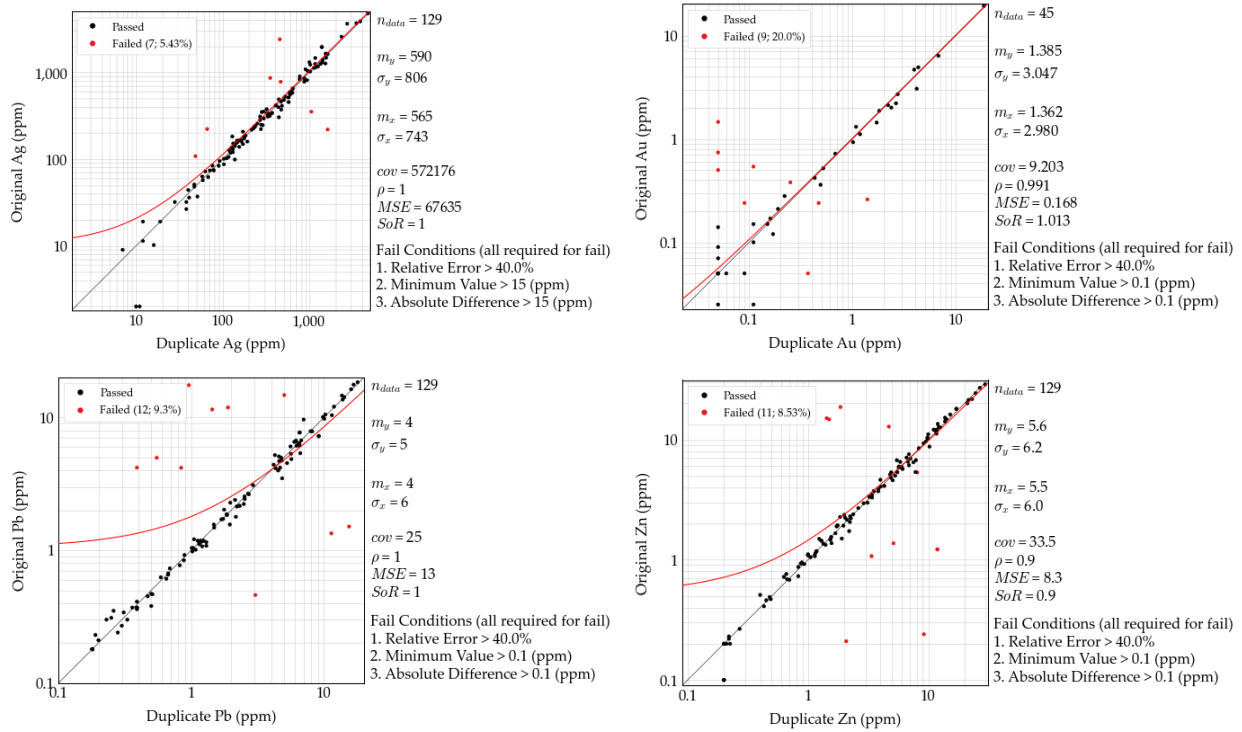 Passed
Failed (7; 5.43%)
1,000
100
10
10
100
1,000
Original Ag (ppm)
Duplicate Ag (ppm)
n_data = 129
m_y = 590
σ_y = 806
m_x = 565
σ_x = 743
cov = 572176
ρ = 1
MSE = 67635
SoR = 1
Fail Conditions (all required for fail)
1. Relative Error > 40.0%
2. Minimum Value > 15 (ppm)
3. Absolute Difference > 15 (ppm)
Passed
Failed (9; 20.0%)
10
1
0.1
0.1
1
10
Original Au (ppm)
Duplicate Au (ppm)
n_data = 45
m_y = 1.385
σ_y = 3.047
m_x = 1.362
σ_x = 2.980
cov = 9.203
ρ = 0.991
MSE = 0.168
SoR = 1.013
Fail Conditions (all required for fail)
1. Relative Error > 40.0%
2. Minimum Value > 0.1 (ppm)
3. Absolute Difference > 0.1 (ppm)
Passed
Failed (12; 9.3%)
10
1
0.1
0.1
1
10
Original Pb (ppm)
Duplicate Pb (ppm)
n_data = 129
m_y = 4
σ_y = 5
m_x = 4
σ_x = 6
cov = 25
ρ = 1
MSE = 13
SoR = 1
Fail Conditions (all required for fail)
1. Relative Error > 40.0%
2. Minimum Value > 0.1 (ppm)
3. Absolute Difference > 0.1 (ppm)
Passed
Failed (11; 8.53%)
10
1
0.1
0.1
1
10
Original Zn (ppm)
Duplicate Zn (ppm)
n_data = 129
m_y = 5.6
σ_y = 6.2
m_x = 5.5
σ_x = 6.0
cov = 33.5
ρ = 0.9
MSE = 8.3
SoR = 0.9
Fail Conditions (all required for fail)
1. Relative Error > 40.0%
2. Minimum Value > 0.1 (ppm)
3. Absolute Difference > 0.1 (ppm)